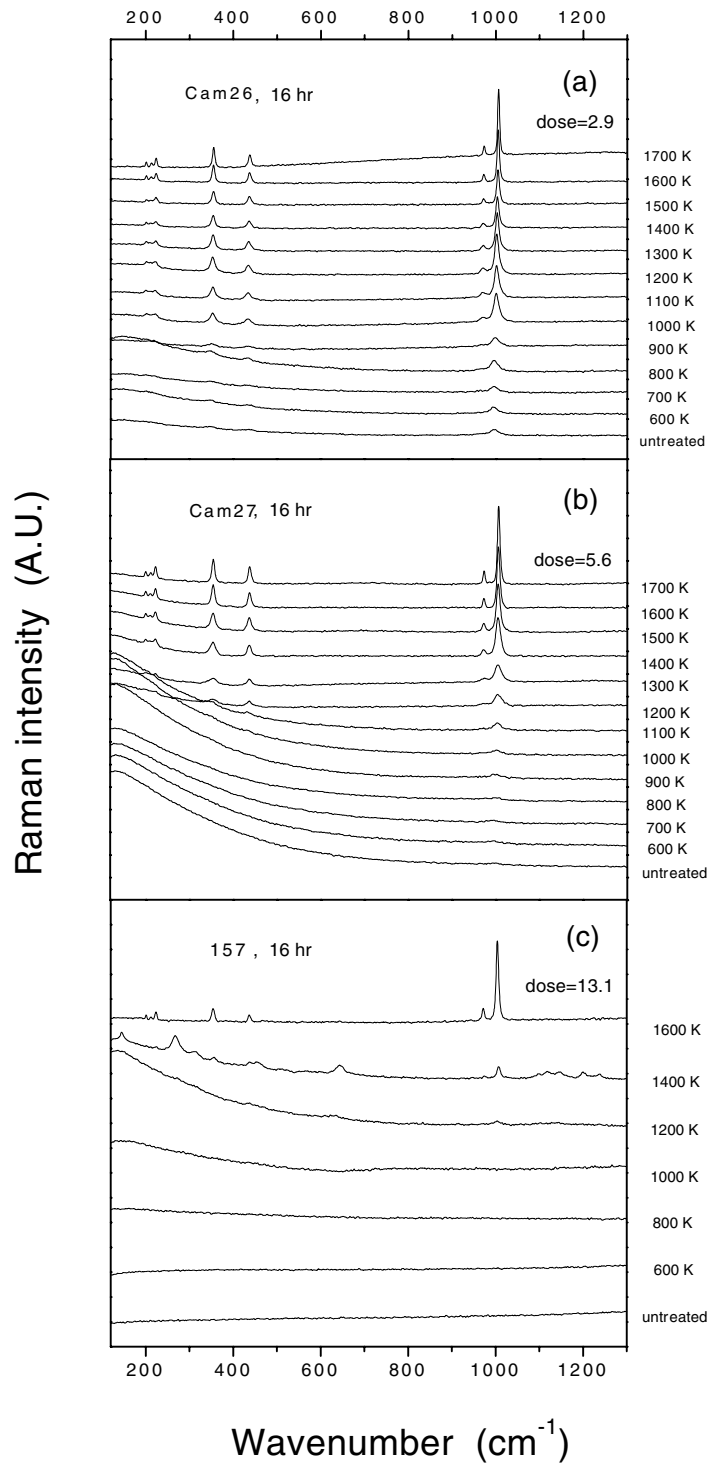 200 400 600 800 1000 1200
(a)
Cam26, 16 hr
dose=2.9
1700 K
1600 K
1500 K
1400 K
1300 K
1200 K
1100 K
1000 K
900 K
800 K
700 K
600 K
untreated
(b)
Cam27, 16 hr
dose=5.6
1700 K
1600 K
1500 K
1400 K
1300 K
1200 K
1100 K
1000 K
900 K
800 K
700 K
600 K
untreated
Raman intensity (A.U.)
(c)
157, 16 hr
dose=13.1
1600 K
1400 K
1200 K
1000 K
800 K
600 K
untreated
200 400 600 800 1000 1200
Wavenumber (cm⁻¹)